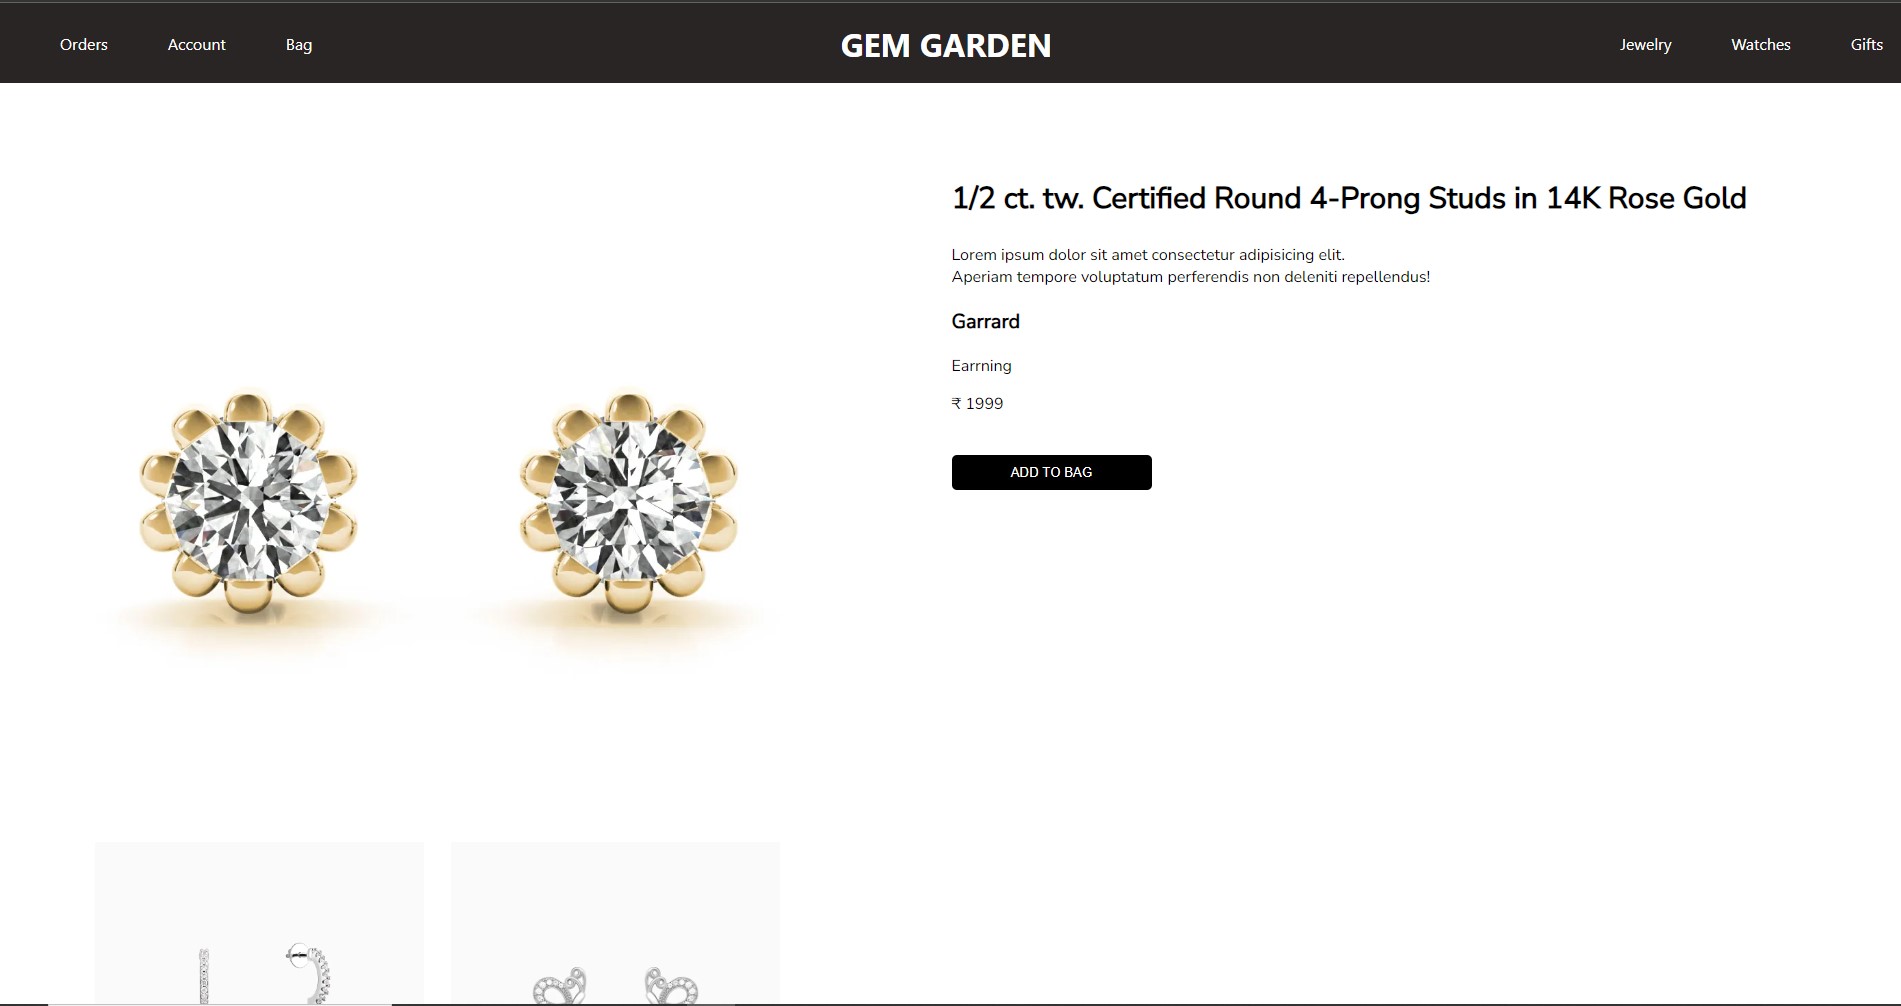 Orders Account Bag GEM GARDEN Jewelry Watches Gifts
1/2 ct. tw. Certified Round 4-Prong Studs in 14K Rose Gold
Lorem ipsum dolor sit amet consectetur adipisicing elit.
Aperiam tempore voluptatum perferendis non deleniti repellendus!
Garrard
Earrning
₹ 1999
ADD TO BAG